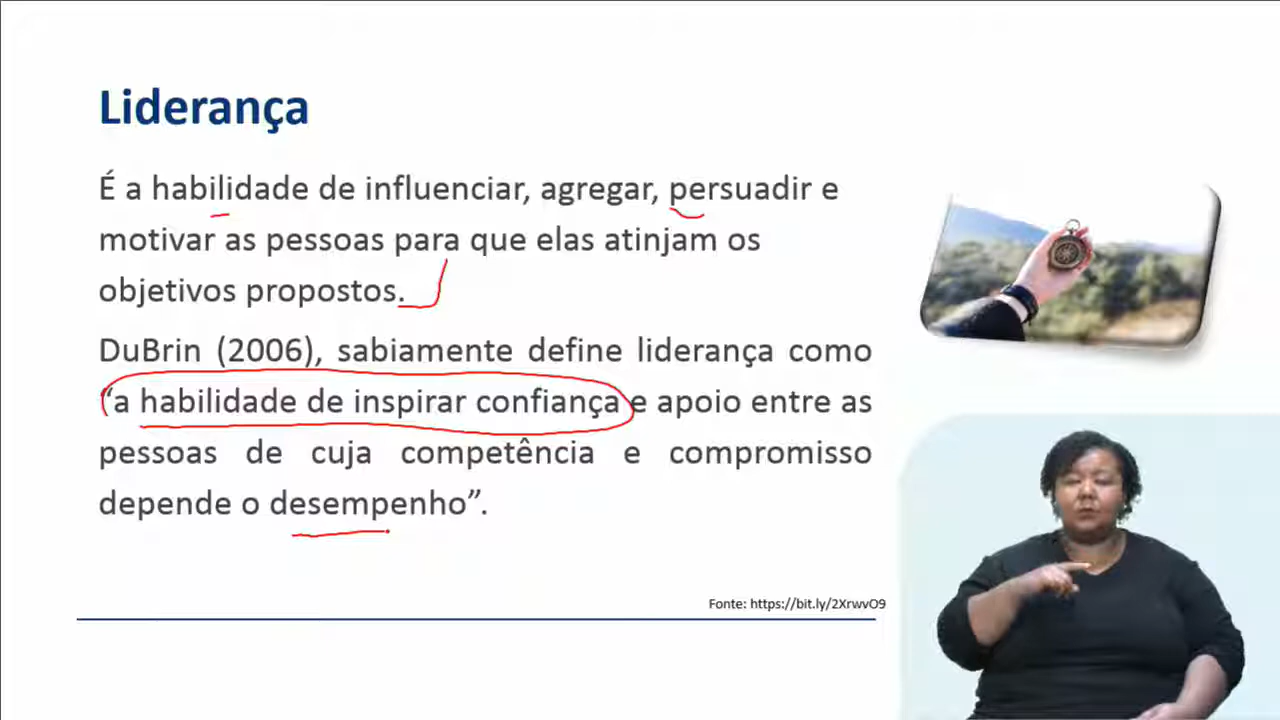 Liderança
É a habilidade de influenciar, agregar, persuadir e
motivar as pessoas para que elas atinjam os
objetivos propostos.
DuBrin (2006), sabiamente define liderança como
“a habilidade de inspirar confiança e apoio entre as
pessoas de cuja competência e compromisso
depende o desempenho”.
Fonte: https://bit.ly/2XrwvO9